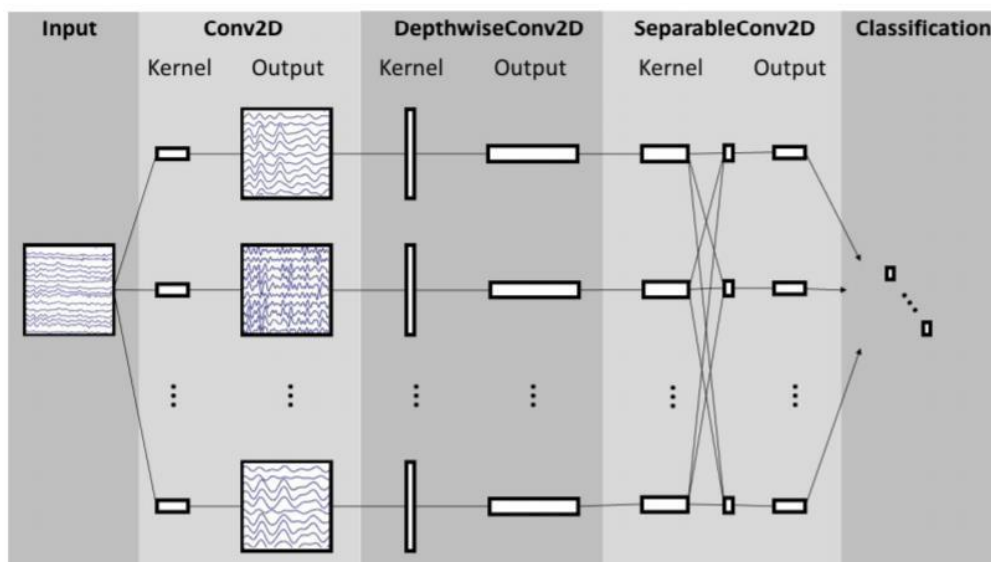 Input Conv2D DepthwiseConv2D SeparableConv2D Classification
Kernel Output Kernel Output Kernel Output